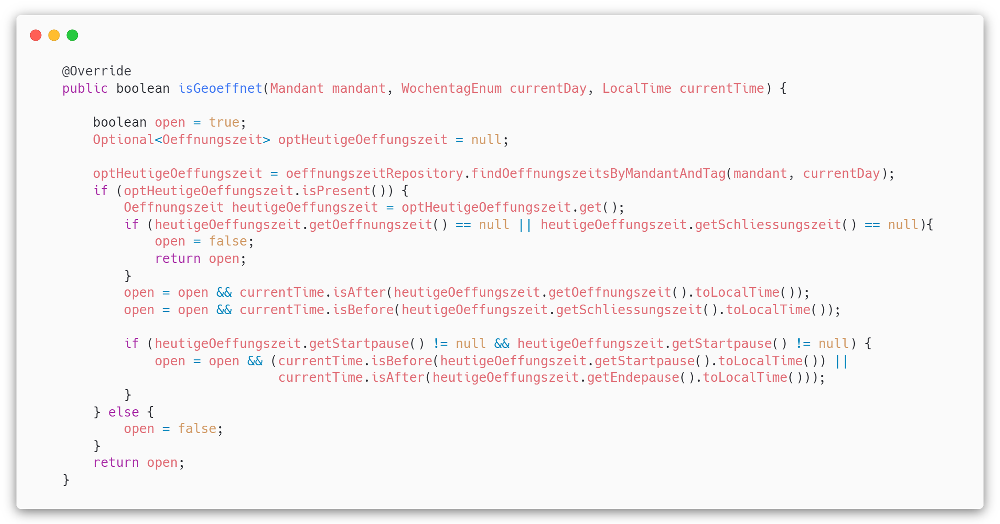 @Override
public boolean isGeoeffnet(Mandant mandant, WochentagEnum currentDay, LocalTime currentTime) {
boolean open = true;
Optional<Oeffnungszeit> optHeutigeOeffungszeit = null;
optHeutigeOeffungszeit = oeffnungszeitRepository.findOeffnungszeitsByMandantAndTag(mandant, currentDay);
if (optHeutigeOeffungszeit.isPresent()) {
Oeffnungszeit heutigeOeffungszeit = optHeutigeOeffungszeit.get();
if (heutigeOeffungszeit.getOeffnungszeit() == null || heutigeOeffungszeit.getSchliessungszeit() == null){
open = false;
return open;
}
open = open && currentTime.isAfter(heutigeOeffungszeit.getOeffnungszeit().toLocalTime());
open = open && currentTime.isBefore(heutigeOeffungszeit.getSchliessungszeit().toLocalTime());
if (heutigeOeffungszeit.getStartpause() != null && heutigeOeffungszeit.getStartpause() != null) {
open = open && (currentTime.isBefore(heutigeOeffungszeit.getStartpause().toLocalTime()) ||
currentTime.isAfter(heutigeOeffungszeit.getEndepause().toLocalTime()));
}
} else {
open = false;
}
return open;
}